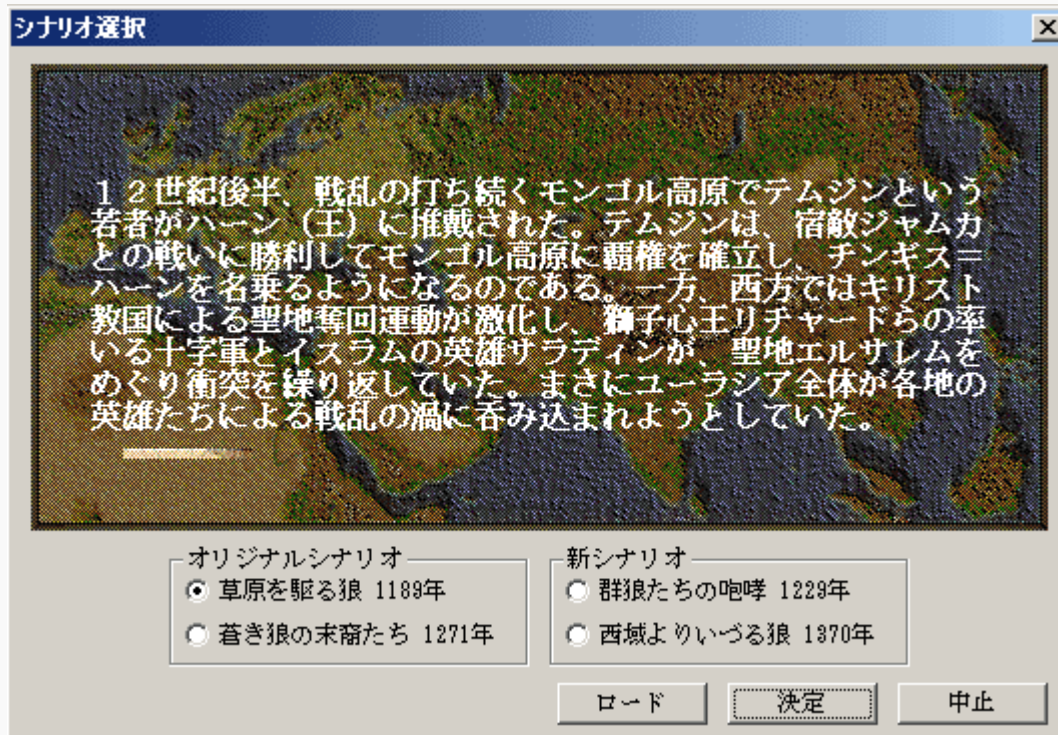 シナリオ選択
１２世紀後半、戦乱の打ち続くモンゴル高原でテムジンという
若者がハーン（王）に推戴された。テムジンは、宿敵ジャムカ
との戦いに勝利してモンゴル高原に覇権を確立し、チンギス＝
ハーンを名乗るようになるのである。一方、西方ではキリスト
教国による聖地奪回運動が激化し、獅子心王リチャードらの率
いる十字軍とイスラムの英雄サラディンが、聖地エルサレムを
めぐり衝突を繰り返していた。まさにユーラシア全体が各地の
英雄たちによる戦乱の渦に呑み込まれようとしていた。
オリジナルシナリオ
草原を駆る狼 1189年
蒼き狼の末裔たち 1271年
新シナリオ
群狼たちの咆哮 1229年
西域よりいづる狼 1370年
ロード
決定
中止